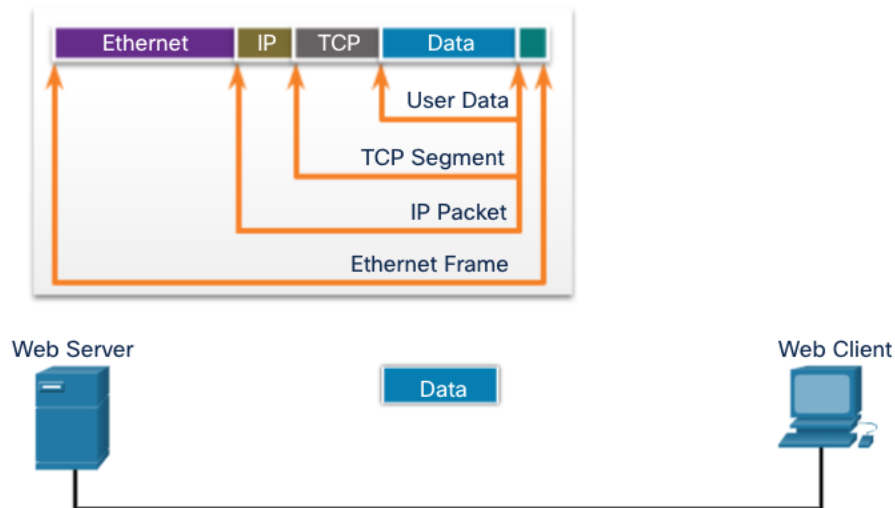 Ethernet IP TCP Data
User Data
TCP Segment
IP Packet
Ethernet Frame
Web Server
Web Client
Data